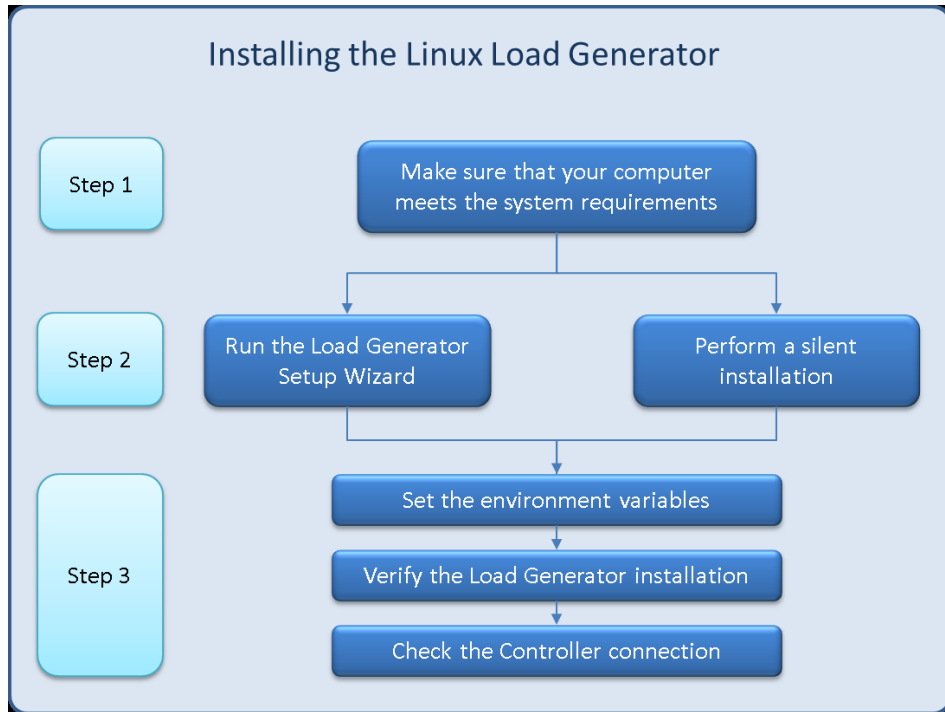 Installing the Linux Load Generator
Step 1
Make sure that your computer
meets the system requirements
Step 2
Run the Load Generator
Setup Wizard
Perform a silent
installation
Step 3
Set the environment variables
Verify the Load Generator installation
Check the Controller connection